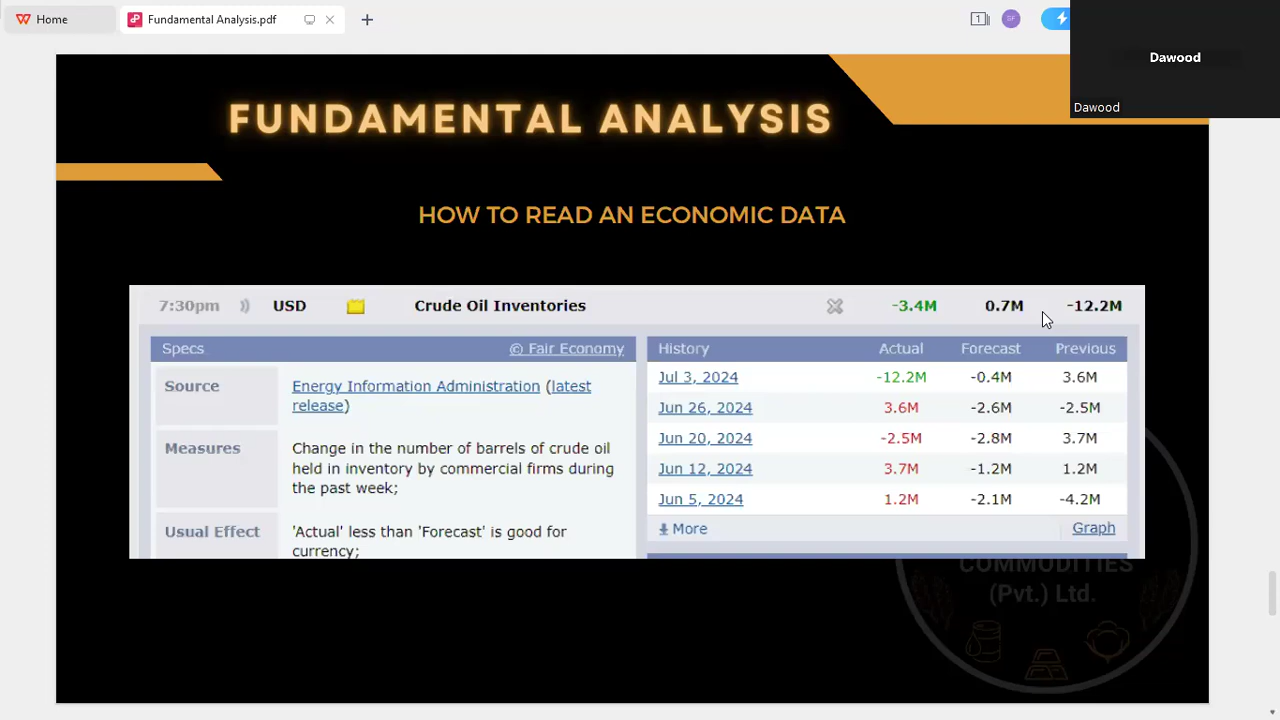 Home
Fundamental Analysis.pdf
1
GF
Dawood
Dawood
FUNDAMENTAL ANALYSIS
HOW TO READ AN ECONOMIC DATA
7:30pm USD Crude Oil Inventories -3.4M 0.7M -12.2M
Specs © Fair Economy
Source Energy Information Administration (latest
release)
Measures Change in the number of barrels of crude oil
held in inventory by commercial firms during
the past week;
Usual Effect 'Actual' less than 'Forecast' is good for
currency;
History Actual Forecast Previous
Jul 3, 2024 -12.2M -0.4M 3.6M
Jun 26, 2024 3.6M -2.6M -2.5M
Jun 20, 2024 -2.5M -2.8M 3.7M
Jun 12, 2024 3.7M -1.2M 1.2M
Jun 5, 2024 1.2M -2.1M -4.2M
More Graph
COMMODITIES
(Pvt.) Ltd.